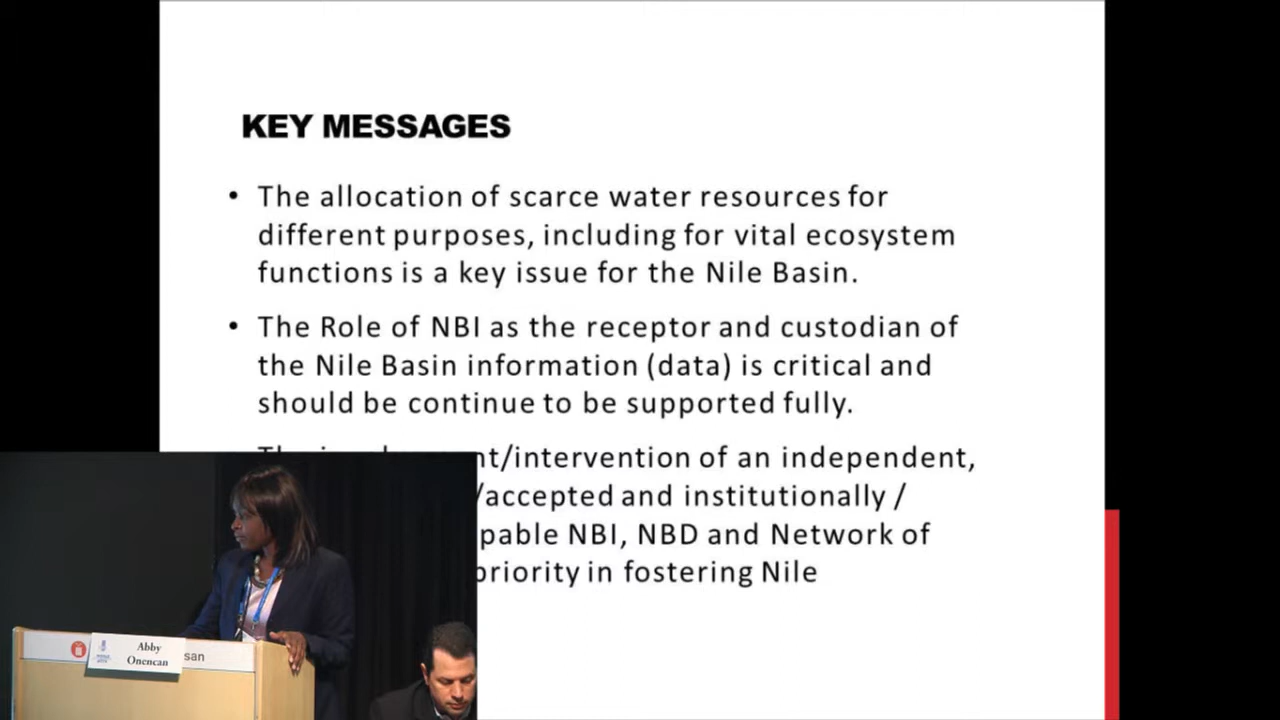 KEY MESSAGES
• The allocation of scarce water resources for
different purposes, including for vital ecosystem
functions is a key issue for the Nile Basin.
• The Role of NBI as the receptor and custodian of
the Nile Basin information (data) is critical and
should be continue to be supported fully.
nt/intervention of an independent,
/accepted and institutionally /
pable NBI, NBD and Network of
priority in fostering Nile
Abby
Onencan
san